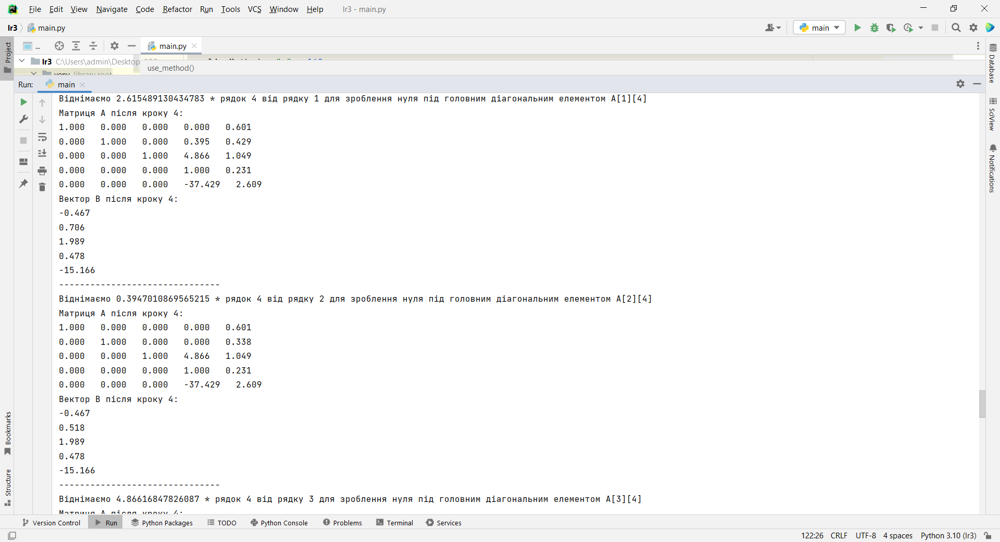 File Edit View Navigate Code Refactor Run Tools VCS Window Help lr3 - main.py
lr3 main.py main
Project ... main.py
lr3 C:\Users\admin\Desktop
venv library root
use_method()
Run: main
Віднімаємо 2.615489130434783 * рядок 4 від рядку 1 для зроблення нуля під головним діагональним елементом A[1][4]
Матриця A після кроку 4:
1.000 0.000 0.000 0.000 0.601
0.000 1.000 0.000 0.395 0.429
0.000 0.000 1.000 4.866 1.049
0.000 0.000 0.000 1.000 0.231
0.000 0.000 0.000 -37.429 2.609
Вектор B після кроку 4:
-0.467
0.706
1.989
0.478
-15.166
-------------------------------
Віднімаємо 0.3947010869565215 * рядок 4 від рядку 2 для зроблення нуля під головним діагональним елементом A[2][4]
Матриця A після кроку 4:
1.000 0.000 0.000 0.000 0.601
0.000 1.000 0.000 0.000 0.338
0.000 0.000 1.000 4.866 1.049
0.000 0.000 0.000 1.000 0.231
0.000 0.000 0.000 -37.429 2.609
Вектор B після кроку 4:
-0.467
0.518
1.989
0.478
-15.166
-------------------------------
Віднімаємо 4.86616847826087 * рядок 4 від рядку 3 для зроблення нуля під головним діагональним елементом A[3][4]
Матриця A після кроку 4:
Bookmarks
Structure
Database
SciView
Notifications
Version Control Run Python Packages TODO Python Console Problems Terminal Services
122:26 CRLF UTF-8 4 spaces Python 3.10 (lr3)